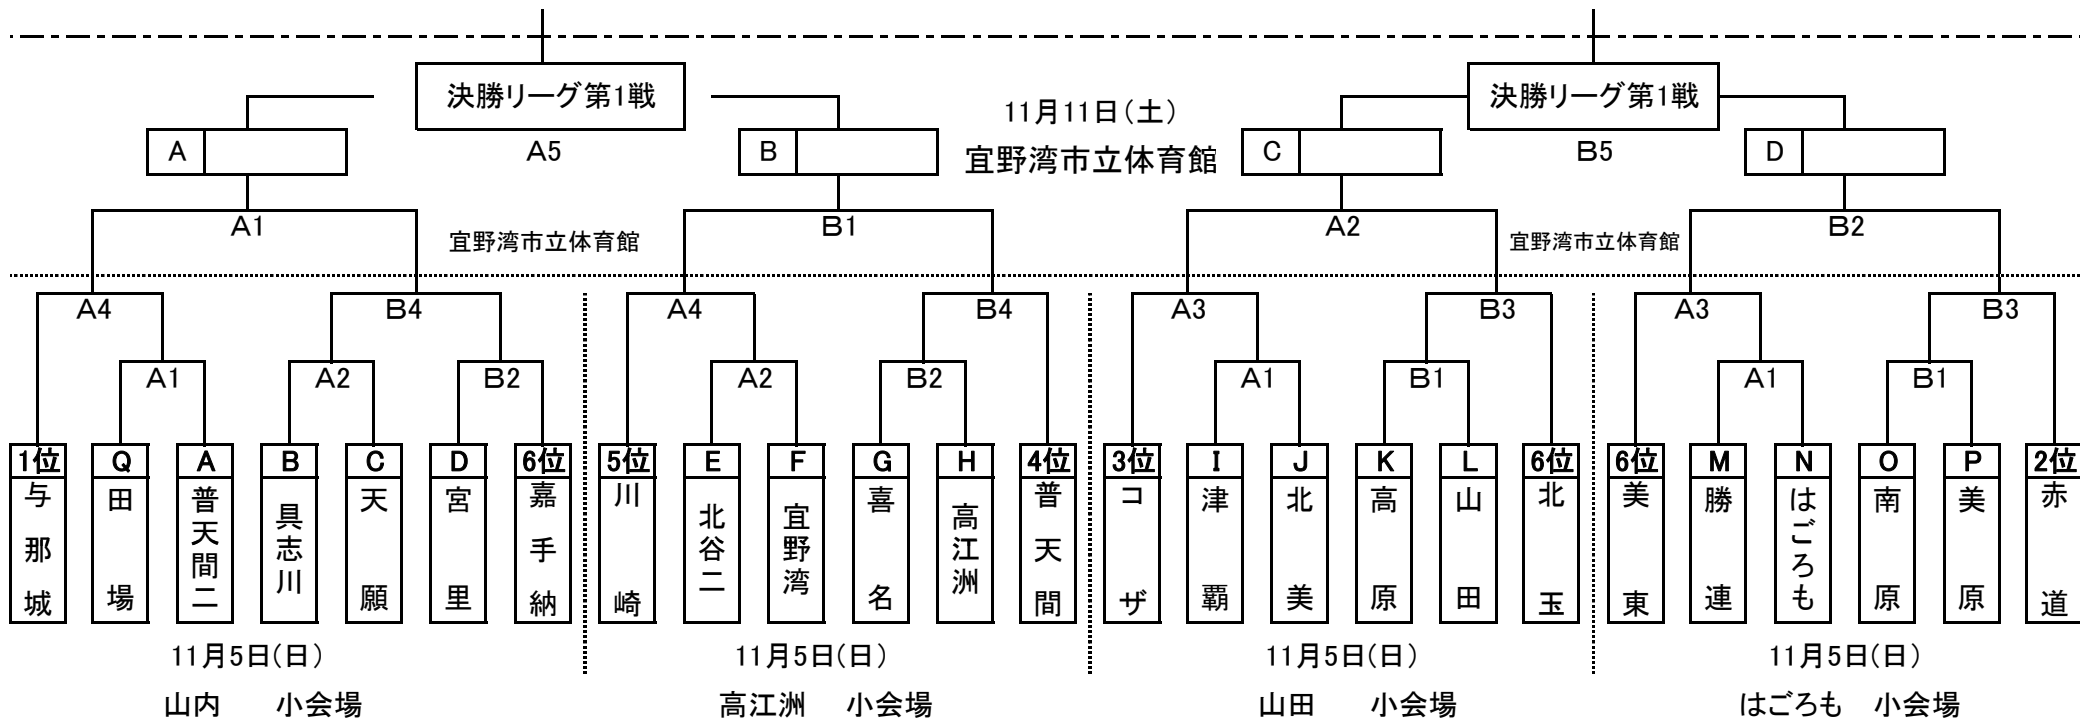 決勝リーグ第1戦
決勝リーグ第1戦
11月11日(土)
A
A5
B
宜野湾市立体育館
C
B5
D
A1
B1
A2
B2
宜野湾市立体育館
宜野湾市立体育館
A4
B4
A4
B4
A3
B3
A3
B3
A1
A2
B2
A2
B2
A1
B1
A1
B1
1位
Q
A
B
C
D
6位
5位
E
F
G
H
4位
3位
I
J
K
L
6位
6位
M
N
O
P
2位
与那城
田場
普天間二
具志川
天願
宮里
嘉手納
川崎
北谷二
宜野湾
喜名
高江洲
普天間
コザ
津覇
北美
高原
山田
北玉
美東
勝連
はごろも
南原
美原
赤道
11月5日(日)
11月5日(日)
11月5日(日)
11月5日(日)
山内 小会場
高江洲 小会場
山田 小会場
はごろも 小会場